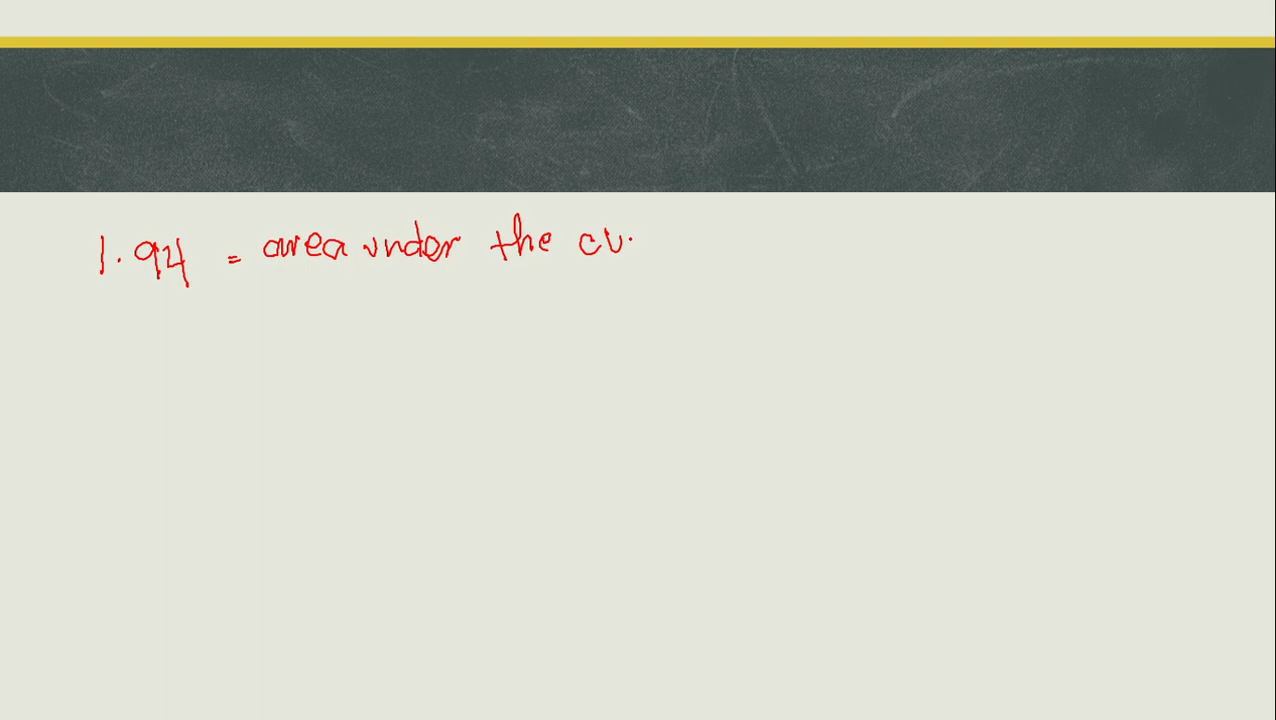 1.94 = area under the cu.